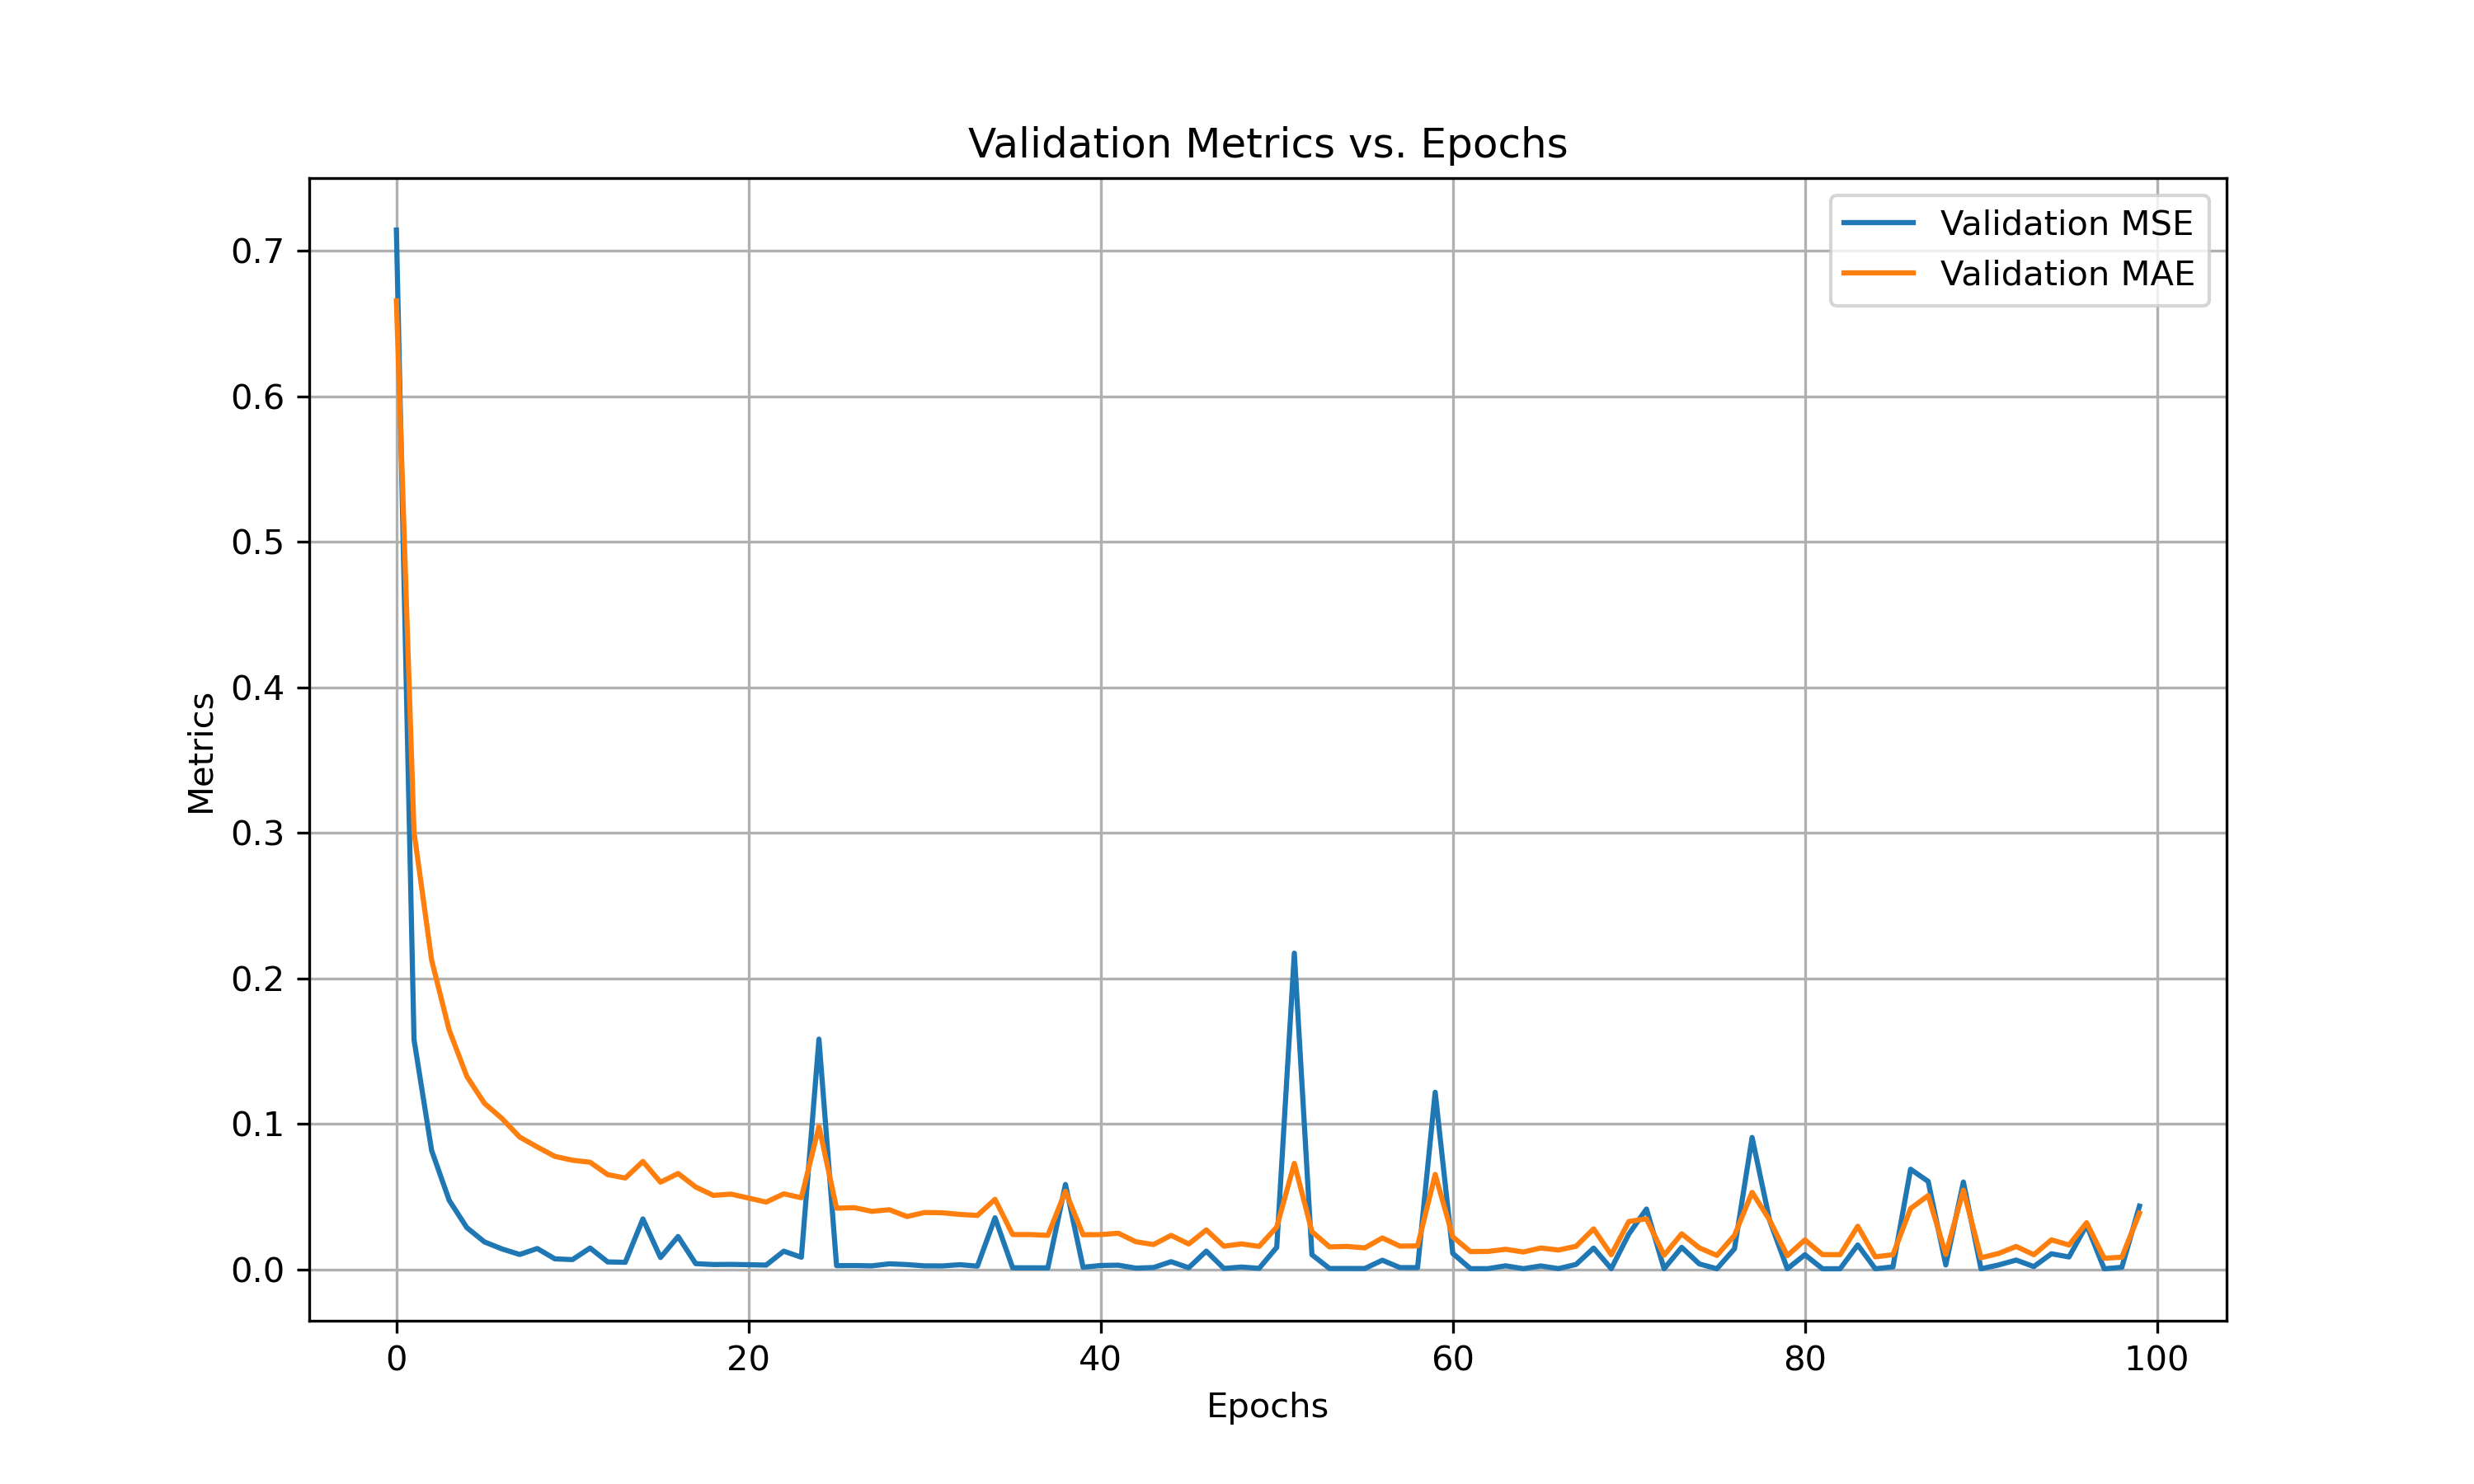 Validation Metrics vs. Epochs
Validation MSE
Validation MAE
Metrics
0.7
0.6
0.5
0.4
0.3
0.2
0.1
0.0
0 20 40 60 80 100
Epochs